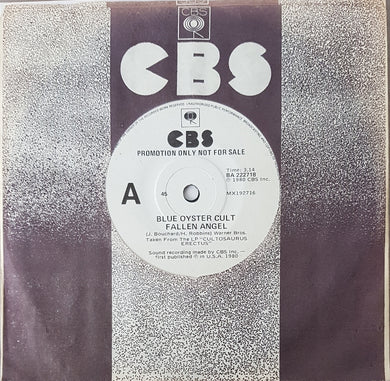 CBS
CBS
CBS
PROMOTION ONLY NOT FOR SALE
Time: 3.14
BA 222718
℗ 1980 CBS Inc.
A
45
MX192716
BLUE OYSTER CULT
FALLEN ANGEL
(J. Bouchard/H. Robbins) Warner Bros.
Taken From The LP "CULTOSAURUS
ERECTUS"
Sound recording made by CBS Inc.—
first published ℗ in U.S.A. 1980